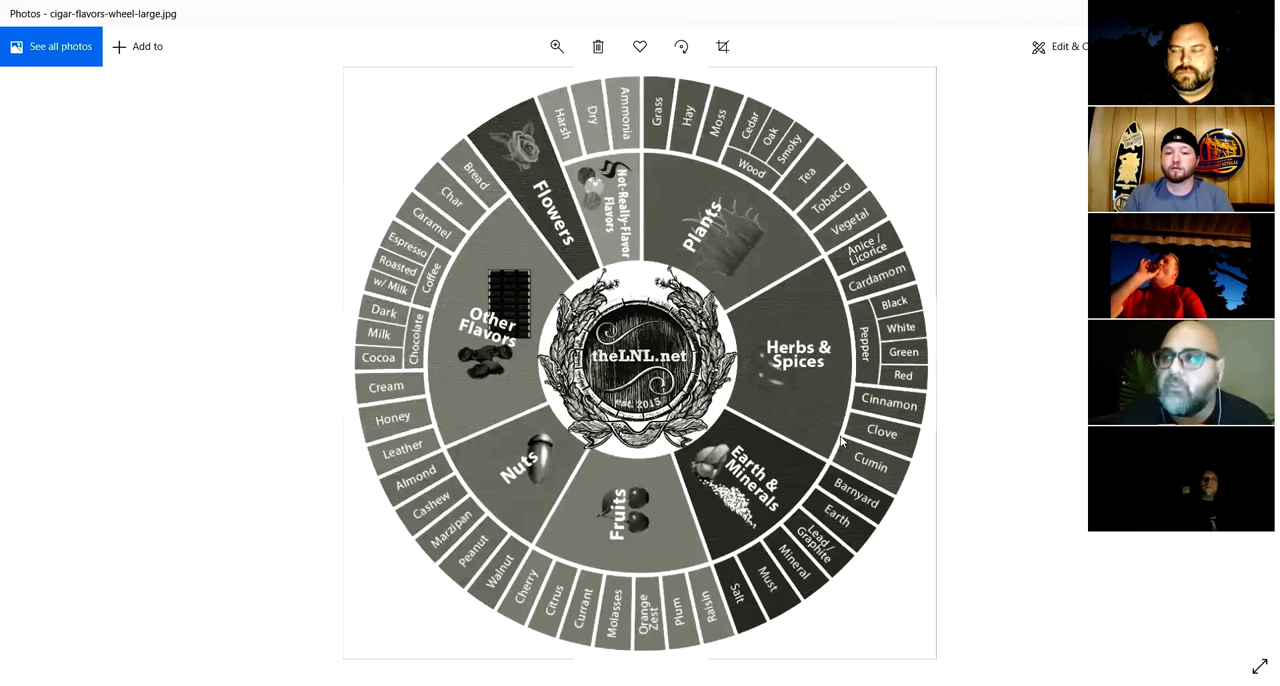 Photos - cigar-flavors-wheel-large.jpg
See all photos
Add to
Edit & C
Harsh
Dry
Ammonia
Not-Really-Flavor
Flavors
Grass
Hay
Moss
Cedar
Oak
Smoky
Wood
Tea
Tobacco
Vegetal
Plants
Anice /
Licorice
Cardamom
Black
White
Green
Red
Pepper
Cinnamon
Clove
Cumin
Herbs &
Spices
Barnyard
Earth
Lead/
Graphite
Mineral
Must
Salt
Earth &
Minerals
Raisin
Plum
Orange
Zest
Molasses
Currant
Citrus
Cherry
Fruits
Walnut
Peanut
Marzipan
Cashew
Almond
Nuts
Leather
Honey
Cream
Cocoa
Milk
Dark
Chocolate
w/ Milk
Roasted
Espresso
Coffee
Caramel
Char
Bread
Other
Flavors
Flowers
theLNL.net
est. 2015